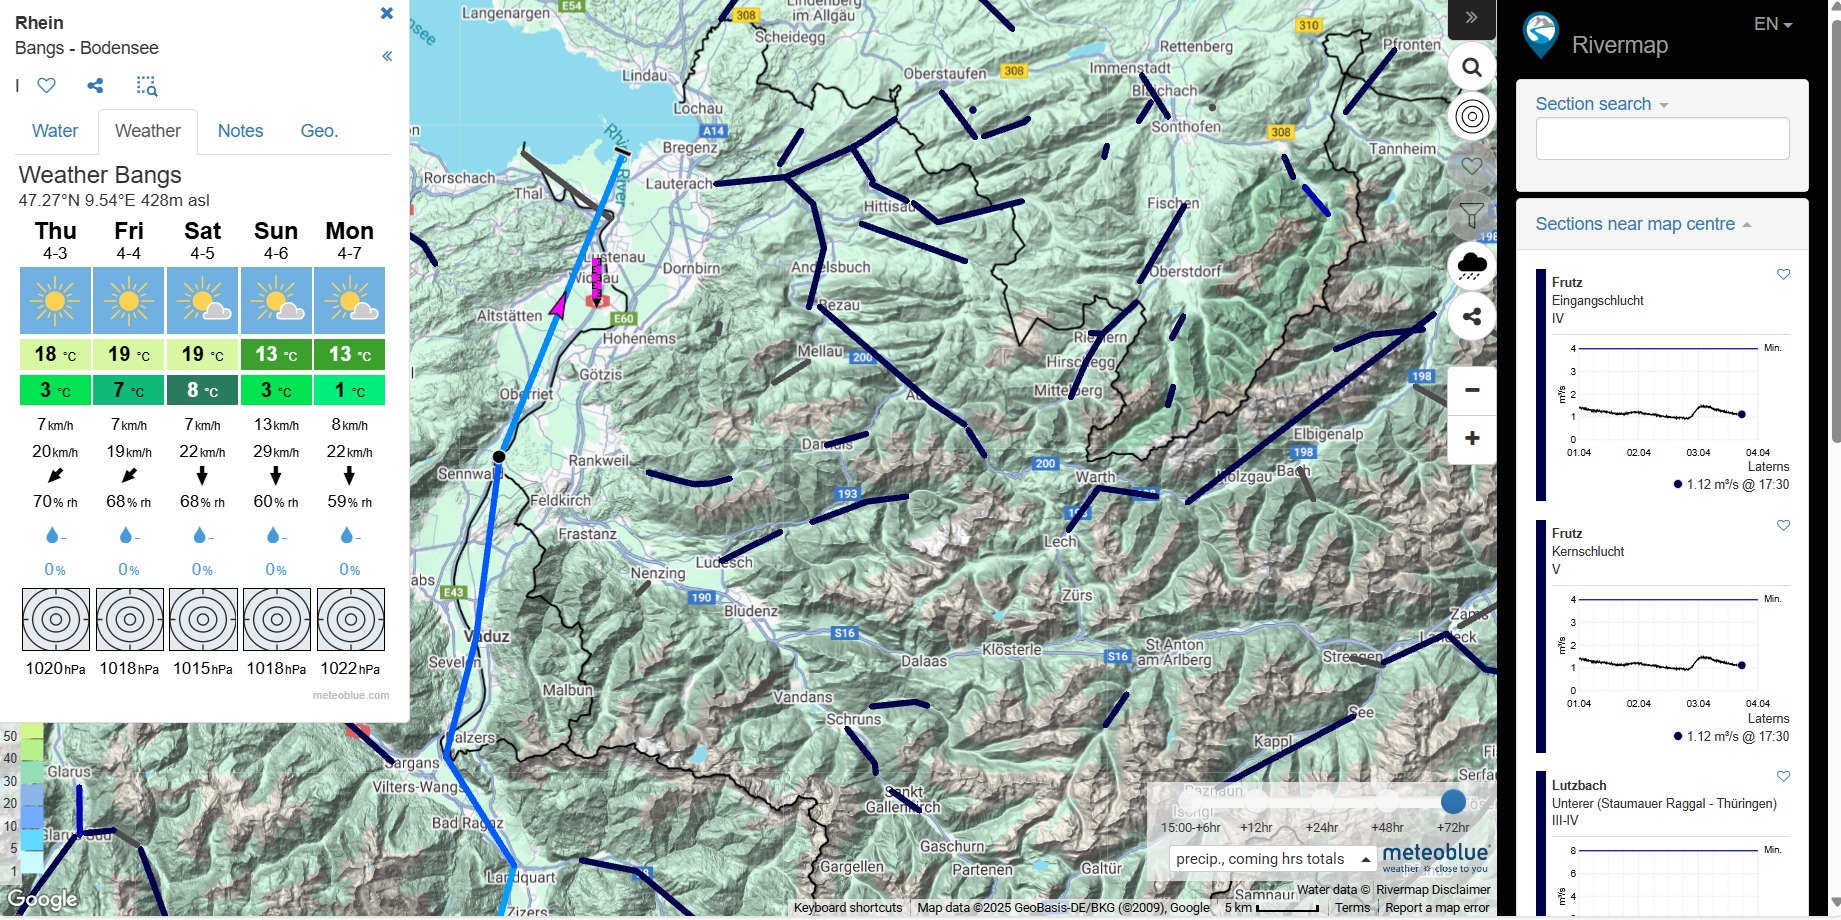 Rhein
Bangs - Bodensee
I
Water
Weather
Notes
Geo.
Weather Bangs
47.27°N 9.54°E 428m asl
Thu Fri Sat Sun Mon
4-3 4-4 4-5 4-6 4-7
18 °C 19 °C 19 °C 13 °C 13 °C
3 °C 7 °C 8 °C 3 °C 1 °C
7km/h 7km/h 7km/h 13km/h 8km/h
20km/h 19km/h 22km/h 29km/h 22km/h
70% rh 68% rh 68% rh 60% rh 59% rh
- - - - -
0% 0% 0% 0% 0%
1020hPa 1018hPa 1015hPa 1018hPa 1022hPa
meteoblue.com
50
40
30
20
10
5
1
Google
Langenargen
E54
308
Lindenberg
im Allgäu
Scheidegg
310
Pfronten
Rettenberg
Oberstaufen
308
Immenstadt
Blaichach
Lindau
Lochau
A14
Sonthofen
308
Tannheim
Bregenz
Rhine River
Rorschach
Thal
Lauterach
Hittisau
Fischen
198
Lustenau
Widnau
Dornbirn
Andelsbuch
Oberstdorf
Altstätten
E60
Bezau
Hohenems
Riezlern
Mellau
200
Hirschegg
Götzis
Mittelberg
198
Oberriet
Au
Damüls
Elbigenalp
198
Rankweil
200
Warth
Holzgau
Bach
Sennwald
193
198
Feldkirch
Frastanz
Lech
Ludesch
Nenzing
abs
E43
190
Bludenz
Zürs
Zams
Vaduz
S16
Landeck
Klösterle
St Anton
am Arlberg
S16
Strengen
Sevelen
Dalaas
Malbun
Vandans
Schruns
See
Balzers
Kappl
Sargans
Glarus
Vilters-Wangs
Sankt
Gallenkirch
Paznaun
Ischgl
Serfau
Bad Ragaz
Glarus Süd
Gaschurn
Gargellen
Partenen
Galtür
Landquart
Samnaun
Zizers
15:00-+6hr
+12hr
+24hr
+48hr
+72hr
precip., coming hrs totals
meteoblue
weather close to you
Water data © Rivermap Disclaimer
Keyboard shortcuts
Map data ©2025 GeoBasis-DE/BKG (©2009), Google
5 km
Terms
Report a map error
Rivermap
EN
Section search
Sections near map centre
Frutz
Eingangschlucht
IV
4
3
2
1
0
m³/s
Min.
01.04 02.04 03.04 04.04
Laterns
1.12 m³/s @ 17:30
Frutz
Kernschlucht
V
4
3
2
1
0
m³/s
Min.
01.04 02.04 03.04 04.04
Laterns
1.12 m³/s @ 17:30
Lutzbach
Unterer (Staumauer Raggal - Thüringen)
III-IV
8
6
4
m³/s
Min.